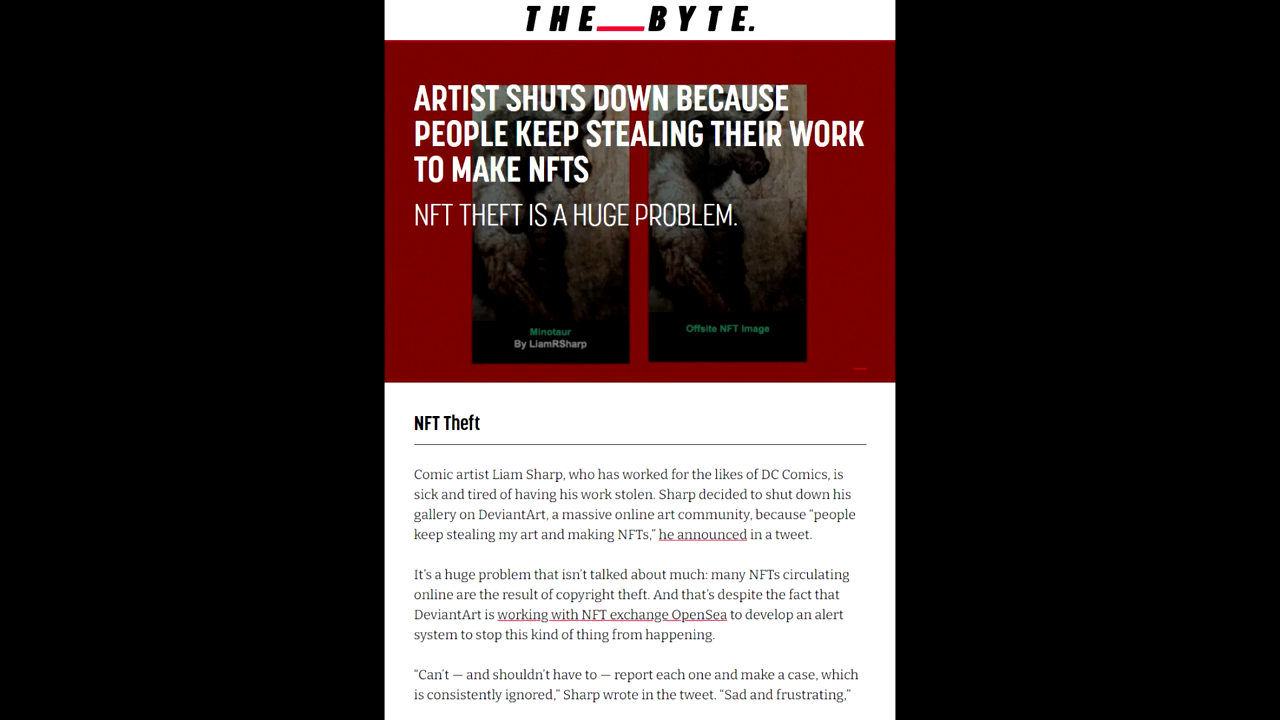 THE__BYTE.
ARTIST SHUTS DOWN BECAUSE
PEOPLE KEEP STEALING THEIR WORK
TO MAKE NFTS
NFT THEFT IS A HUGE PROBLEM.
Minotaur
By LiamRSharp
Offsite NFT Image
NFT Theft
Comic artist Liam Sharp, who has worked for the likes of DC Comics, is
sick and tired of having his work stolen. Sharp decided to shut down his
gallery on DeviantArt, a massive online art community, because “people
keep stealing my art and making NFTs,” he announced in a tweet.
It’s a huge problem that isn’t talked about much: many NFTs circulating
online are the result of copyright theft. And that’s despite the fact that
DeviantArt is working with NFT exchange OpenSea to develop an alert
system to stop this kind of thing from happening.
“Can’t — and shouldn’t have to — report each one and make a case, which
is consistently ignored,” Sharp wrote in the tweet. “Sad and frustrating,”